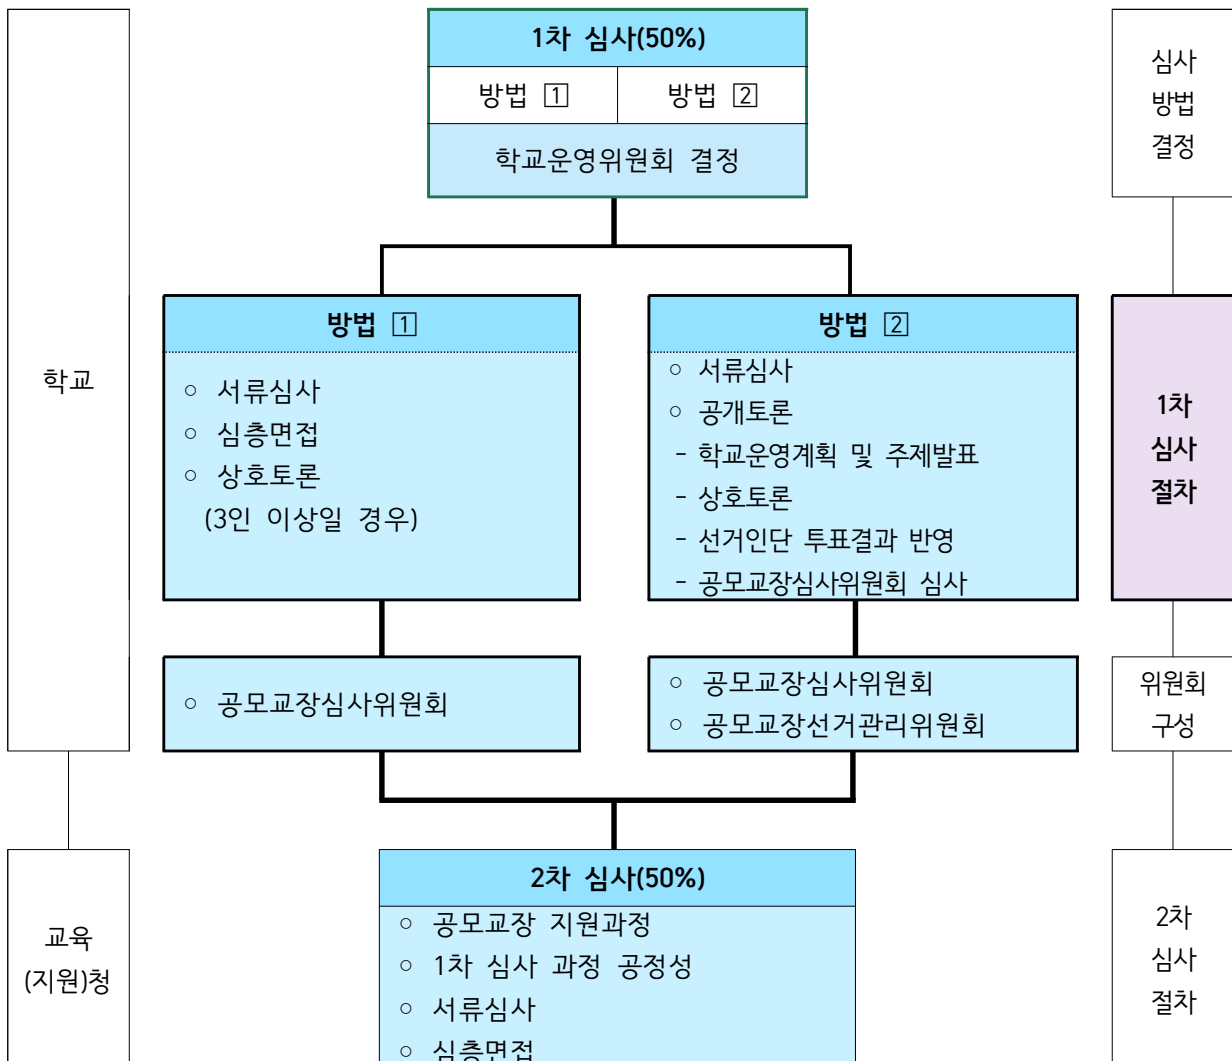 1차 심사(50%)
방법 1
방법 2
학교운영위원회 결정
심사
방법
결정
학교
방법 1
○ 서류심사
○ 심층면접
○ 상호토론
(3인 이상일 경우)
방법 2
○ 서류심사
○ 공개토론
- 학교운영계획 및 주제발표
- 상호토론
- 선거인단 투표결과 반영
- 공모교장심사위원회 심사
1차
심사
절차
○ 공모교장심사위원회
○ 공모교장심사위원회
○ 공모교장선거관리위원회
위원회
구성
교육
(지원)청
2차 심사(50%)
○ 공모교장 지원과정
○ 1차 심사 과정 공정성
○ 서류심사
○ 심층면접
2차
심사
절차